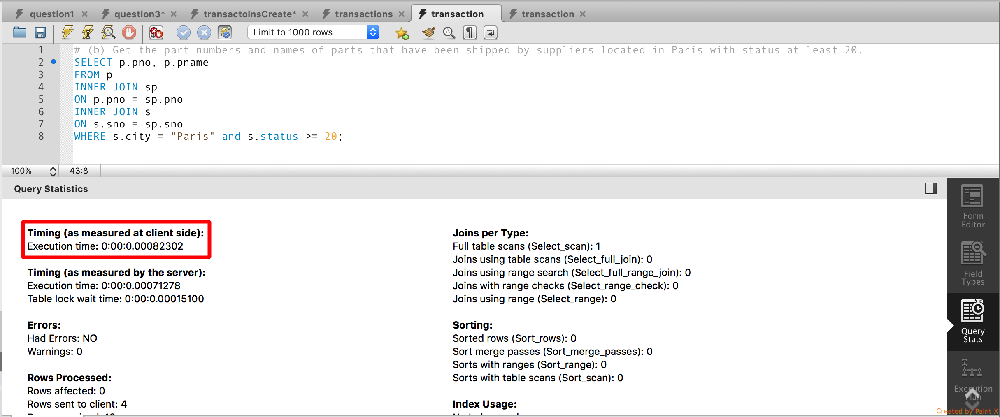 question1
question3*
transactoinsCreate*
transactions
transaction
transaction
Limit to 1000 rows
1 # (b) Get the part numbers and names of parts that have been shipped by suppliers located in Paris with status at least 20.
2 SELECT p.pno, p.pname
3 FROM p
4 INNER JOIN sp
5 ON p.pno = sp.pno
6 INNER JOIN s
7 ON s.sno = sp.sno
8 WHERE s.city = "Paris" and s.status >= 20;
100% 43:8
Query Statistics
Timing (as measured at client side):
Execution time: 0:00:0.00082302
Timing (as measured by the server):
Execution time: 0:00:0.00071278
Table lock wait time: 0:00:0.00015100
Errors:
Had Errors: NO
Warnings: 0
Rows Processed:
Rows affected: 0
Rows sent to client: 4
Joins per Type:
Full table scans (Select_scan): 1
Joins using table scans (Select_full_join): 0
Joins using range search (Select_full_range_join): 0
Joins with range checks (Select_range_check): 0
Joins using range (Select_range): 0
Sorting:
Sorted rows (Sort_rows): 0
Sort merge passes (Sort_merge_passes): 0
Sorts with ranges (Sort_range): 0
Sorts with table scans (Sort_scan): 0
Index Usage:
Form
Editor
Field
Types
Query
Stats
Execution
Plan
Created by Paint X